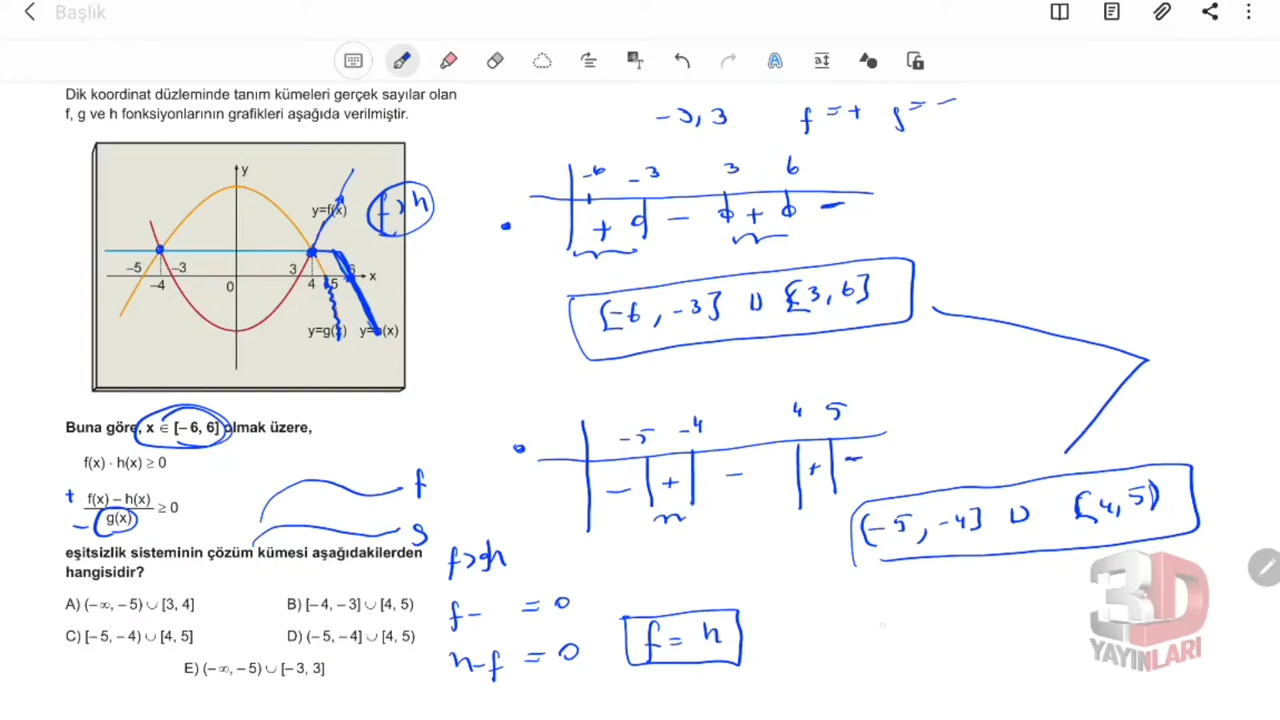 Başlık
Dik koordinat düzleminde tanım kümeleri gerçek sayılar olan
f, g ve h fonksiyonlarının grafikleri aşağıda verilmiştir.
-3, 3 f = + g = -
y
y=f(x)
f > h
-5 -4 -3 0 3 4 5 6 x
y=g(x) y=h(x)
-6 -3 3 6
+ - + -
[-6, -3] ∪ [3, 6]
Buna göre, x ∈ [–6, 6] olmak üzere,
f(x) · h(x) ≥ 0
+ f(x) – h(x)
- g(x) ≥ 0
f
g
-5 -4 4 5
- + - + -
(-5, -4] ∪ [4, 5)
eşitsizlik sisteminin çözüm kümesi aşağıdakilerden
hangisidir?
A) (–∞, –5) ∪ [3, 4] B) [–4, –3] ∪ [4, 5)
C) [–5, –4) ∪ [4, 5] D) (–5, –4] ∪ [4, 5)
E) (–∞, –5) ∪ [–3, 3]
f - = 0
h - f = 0
f = h
3D
YAYINLARI